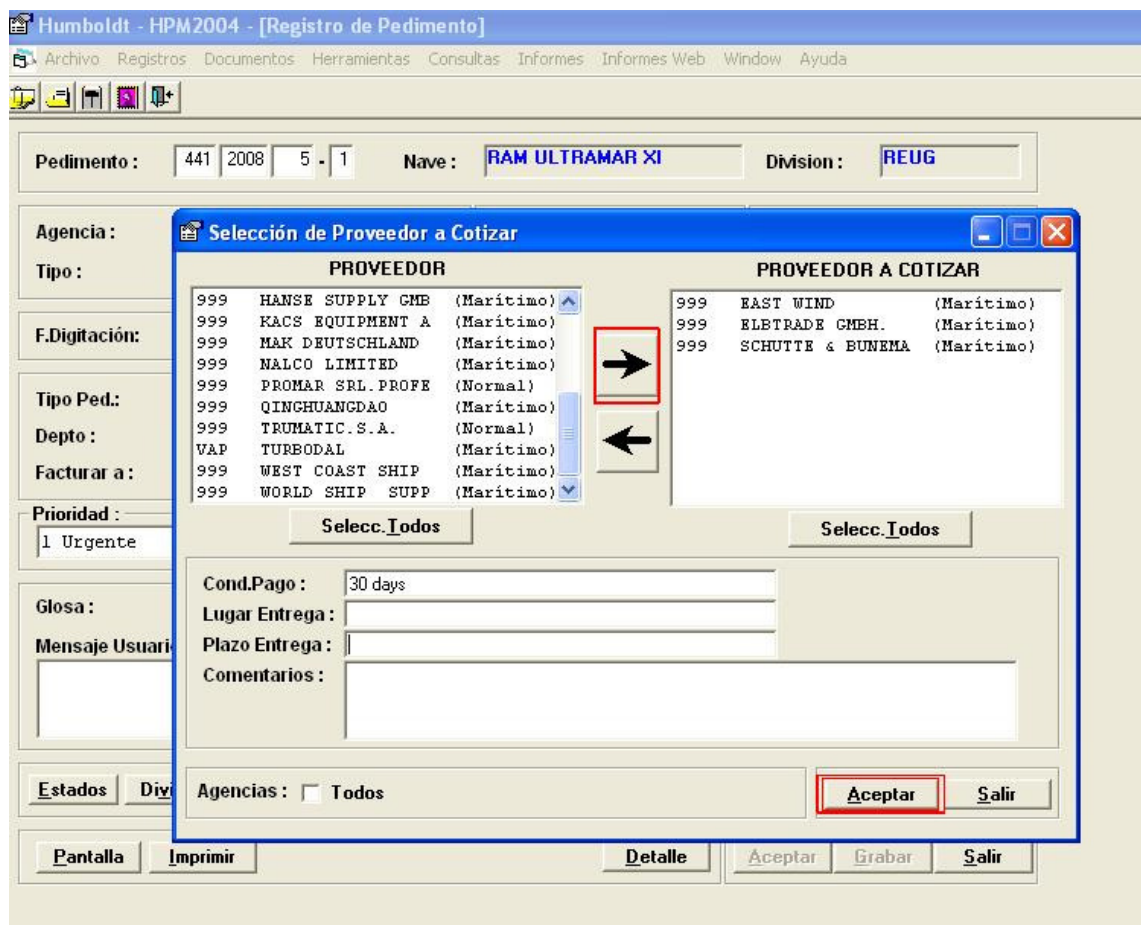 Humboldt - HPM2004 - [Registro de Pedimento]
Archivo Registros Documentos Herramientas Consultas Informes Informes Web Window Ayuda
Pedimento : 441 2008 5 - 1 Nave : RAM ULTRAMAR XI Division : REUG
Agencia :
Tipo :
F.Digitación:
Tipo Ped.:
Depto :
Facturar a :
Prioridad :
1 Urgente
Glosa :
Mensaje Usuari
Selección de Proveedor a Cotizar
PROVEEDOR
999 HANSE SUPPLY GMB (Marítimo)
999 KACS EQUIPMENT A (Marítimo)
999 MAK DEUTSCHLAND (Marítimo)
999 NALCO LIMITED (Marítimo)
999 PROMAR SRL.PROFE (Normal)
999 QINGHUANGDAO (Marítimo)
999 TRUMATIC.S.A. (Normal)
VAP TURBODAL (Marítimo)
999 WEST COAST SHIP (Marítimo)
999 WORLD SHIP SUPP (Marítimo)
Selecc.Todos
PROVEEDOR A COTIZAR
999 EAST WIND (Marítimo)
999 ELBTRADE GMBH. (Marítimo)
999 SCHUTTE & BUNEMA (Marítimo)
Selecc.Todos
Cond.Pago : 30 days
Lugar Entrega :
Plazo Entrega :
Comentarios :
Agencias : Todos
Aceptar Salir
Estados Divi
Pantalla Imprimir Detalle Aceptar Grabar Salir